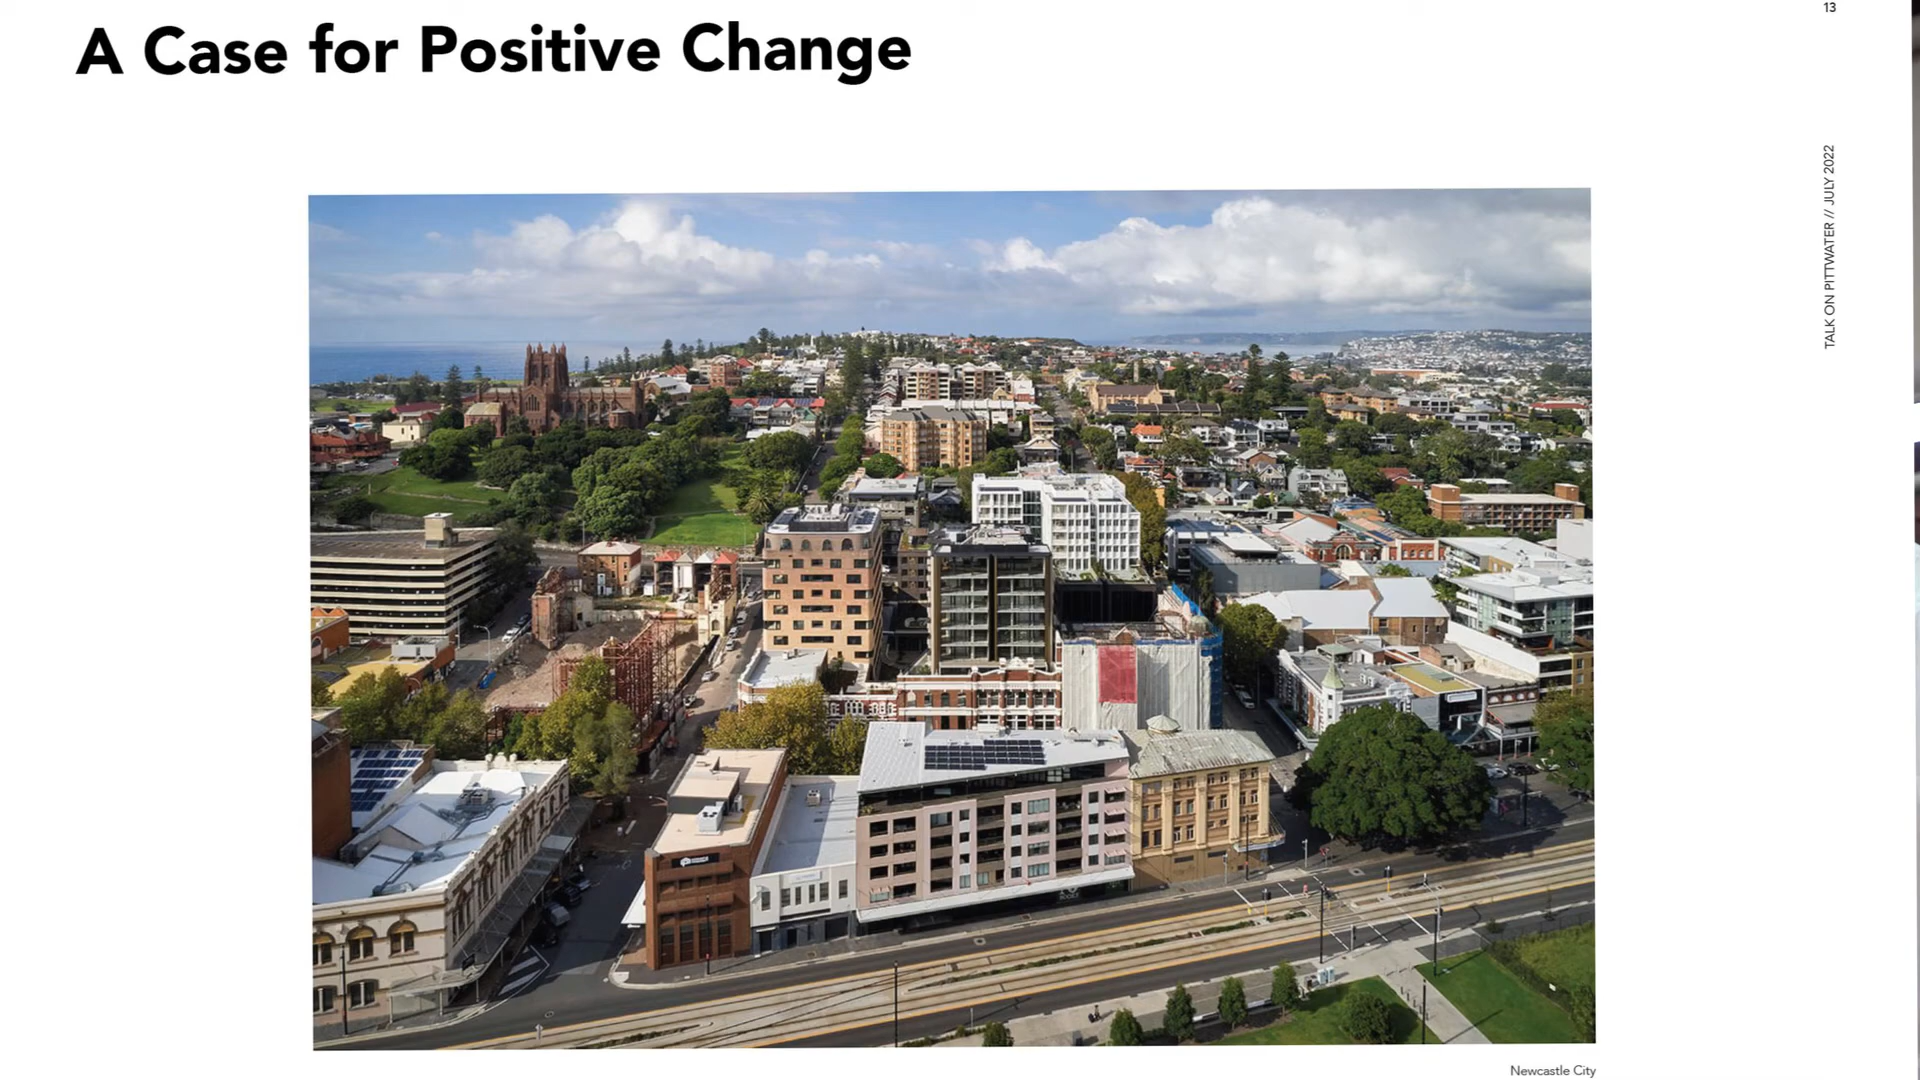 A Case for Positive Change
13
TALK ON PITTWATER // JULY 2022
Newcastle City